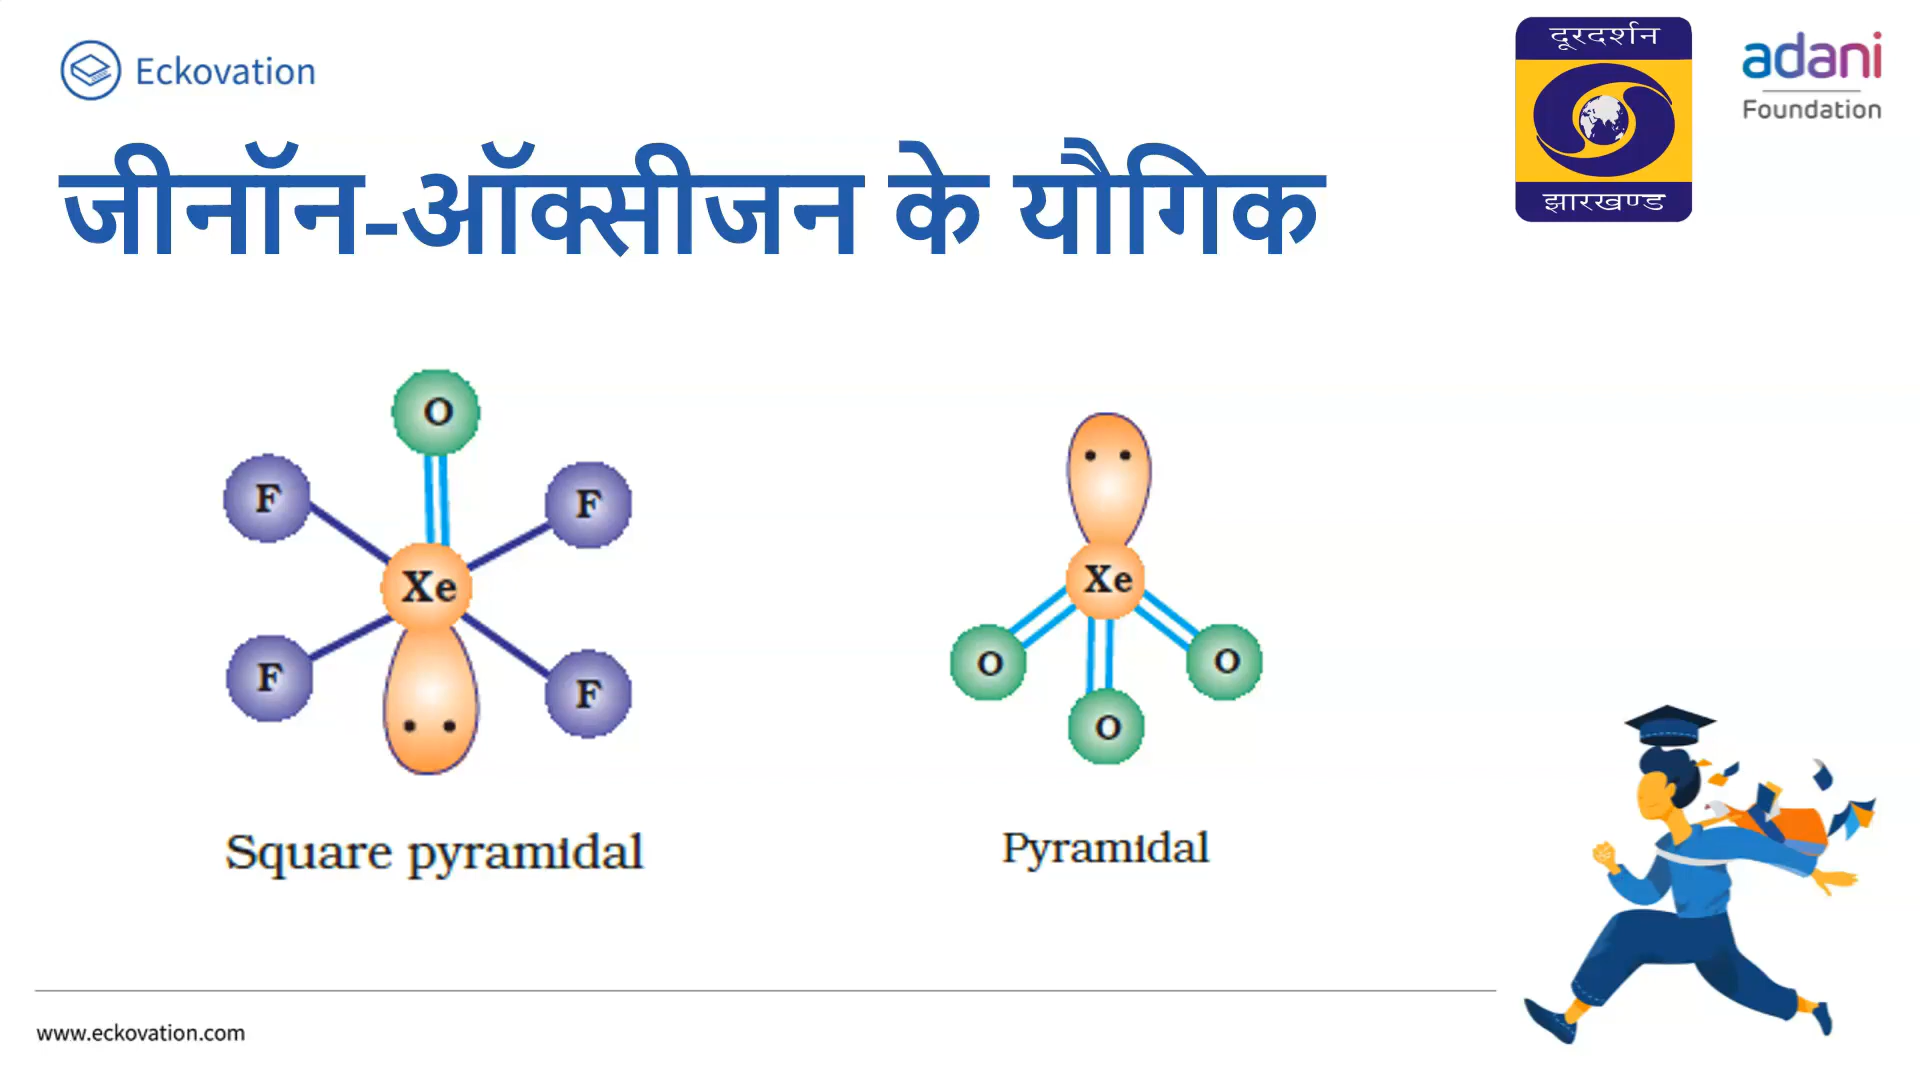 Eckovation
दूरदर्शन
झारखण्ड
adani
Foundation
जीनॉन-ऑक्सीजन के यौगिक
O
F
F
Xe
F
F
Square pyramidal
Xe
O
O
O
Pyramidal
www.eckovation.com